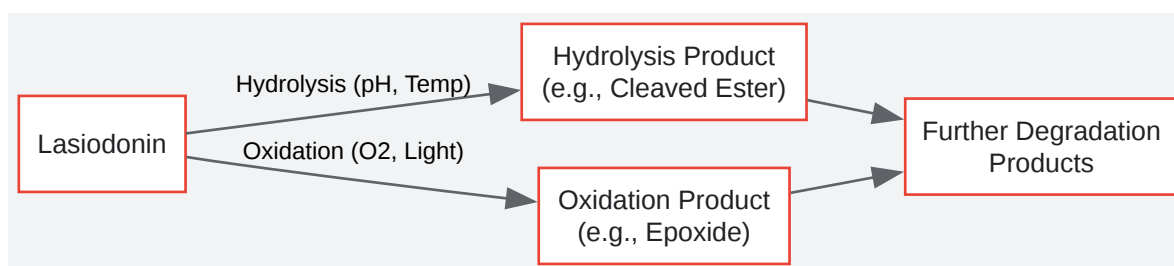 Lasiodonin
Hydrolysis (pH, Temp)
Oxidation (O2, Light)
Hydrolysis Product
(e.g., Cleaved Ester)
Oxidation Product
(e.g., Epoxide)
Further Degradation
Products